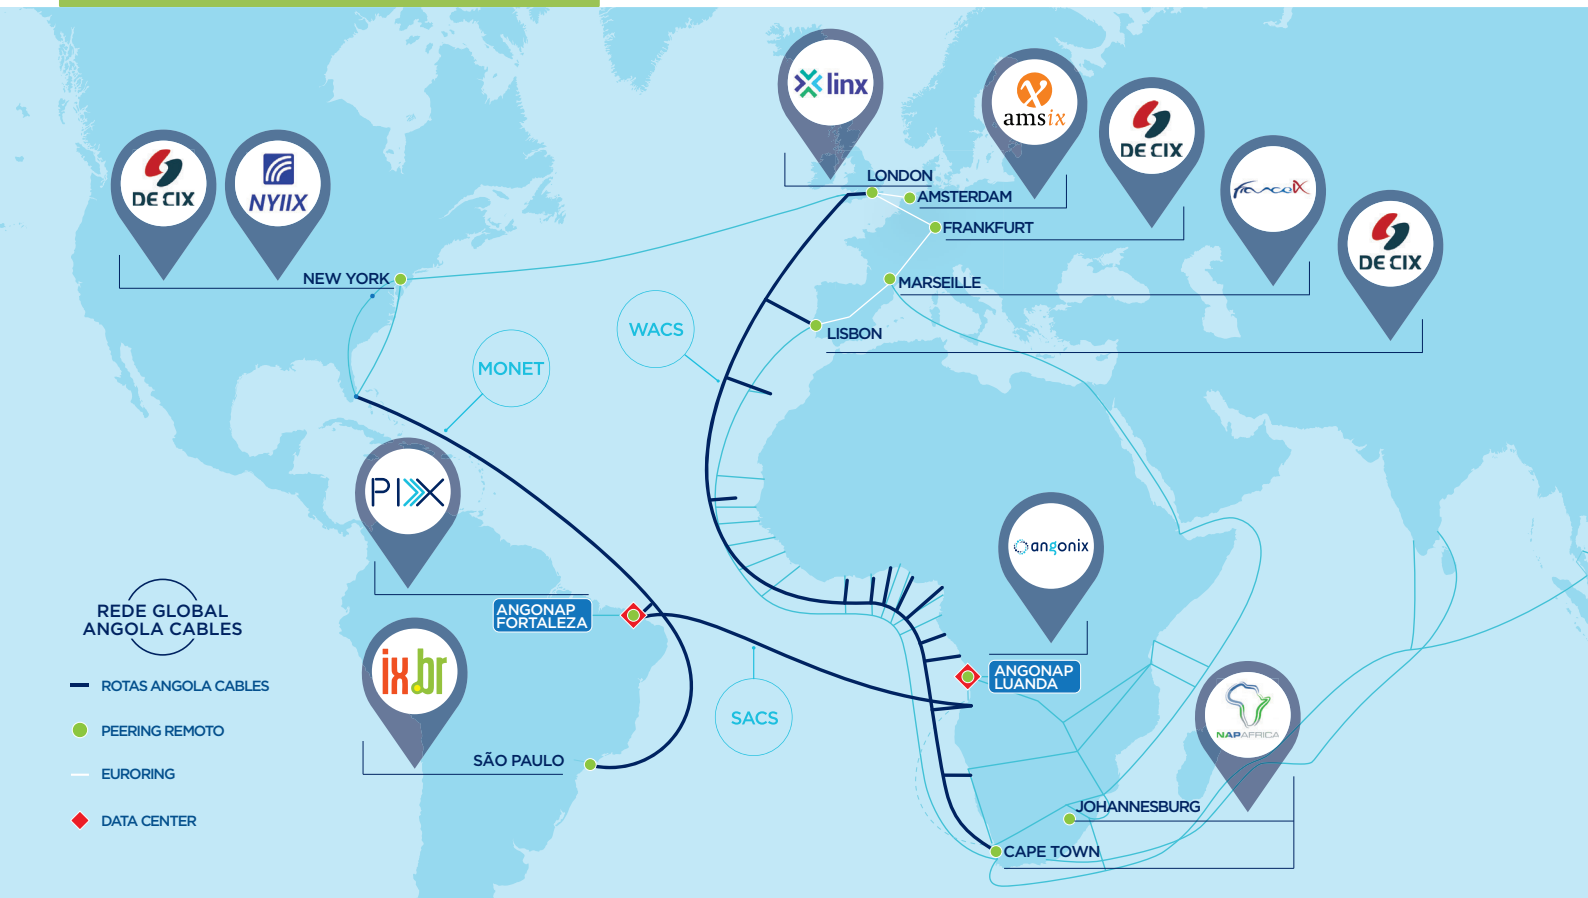 linx
amsix
DE CIX
franceIX
DE CIX
DE CIX
NYIIX
LONDON
AMSTERDAM
FRANKFURT
NEW YORK
MARSEILLE
WACS
LISBON
MONET
PIX
angonix
REDE GLOBAL
ANGOLA CABLES
ANGONAP
FORTALEZA
ix.br
ANGONAP
LUANDA
ROTAS ANGOLA CABLES
SACS
NAPAFRICA
PEERING REMOTO
SÃO PAULO
EURORING
JOHANNESBURG
DATA CENTER
CAPE TOWN